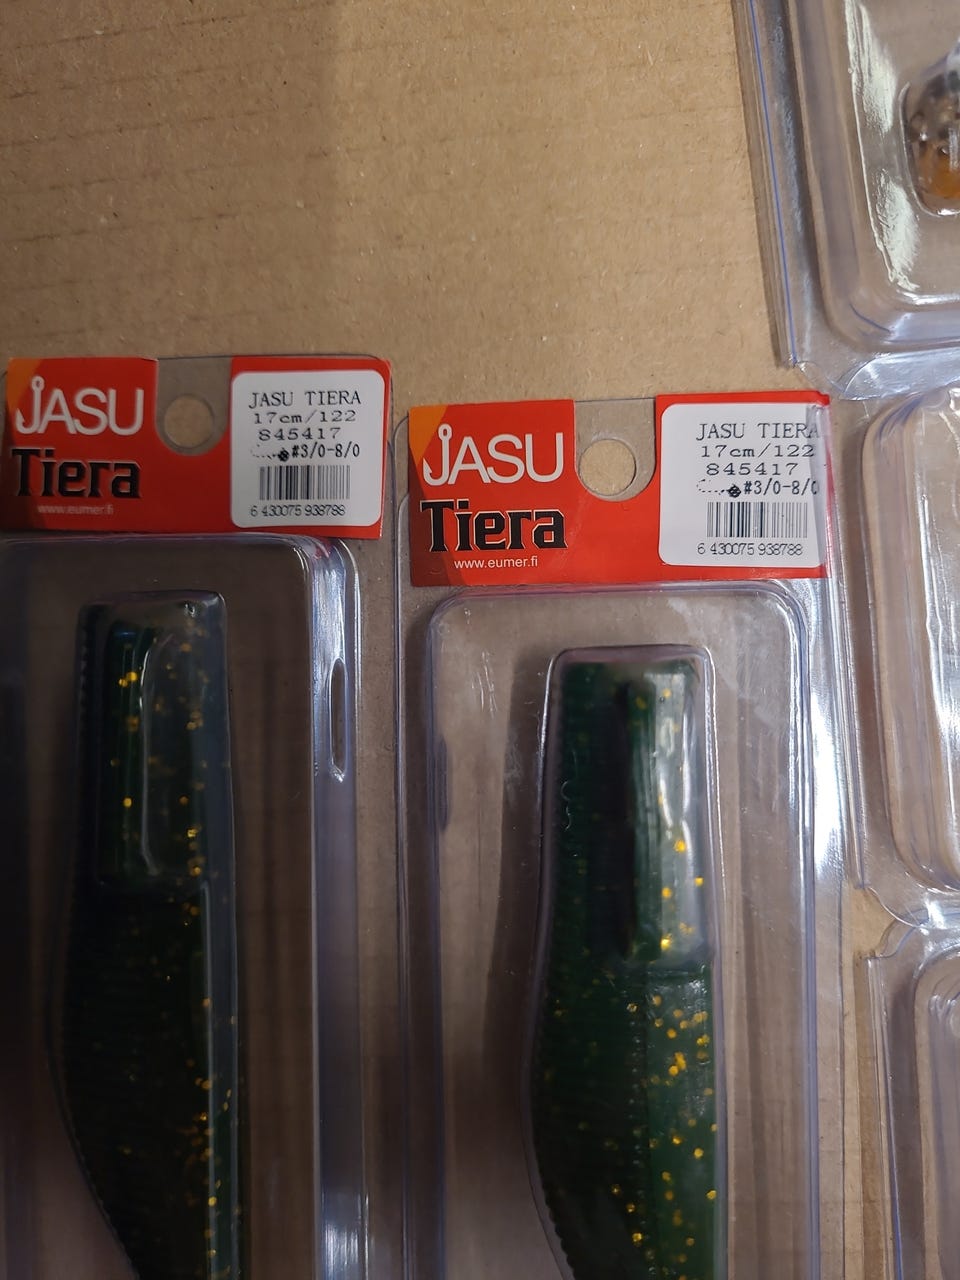 JASU
Tiera
www.eumer.fi
JASU TIERA
17cm/122
845417
#3/0-8/0
6 430075 938788
JASU
Tiera
www.eumer.fi
JASU TIERA
17cm/122
845417
#3/0-8/0
6 430075 938788